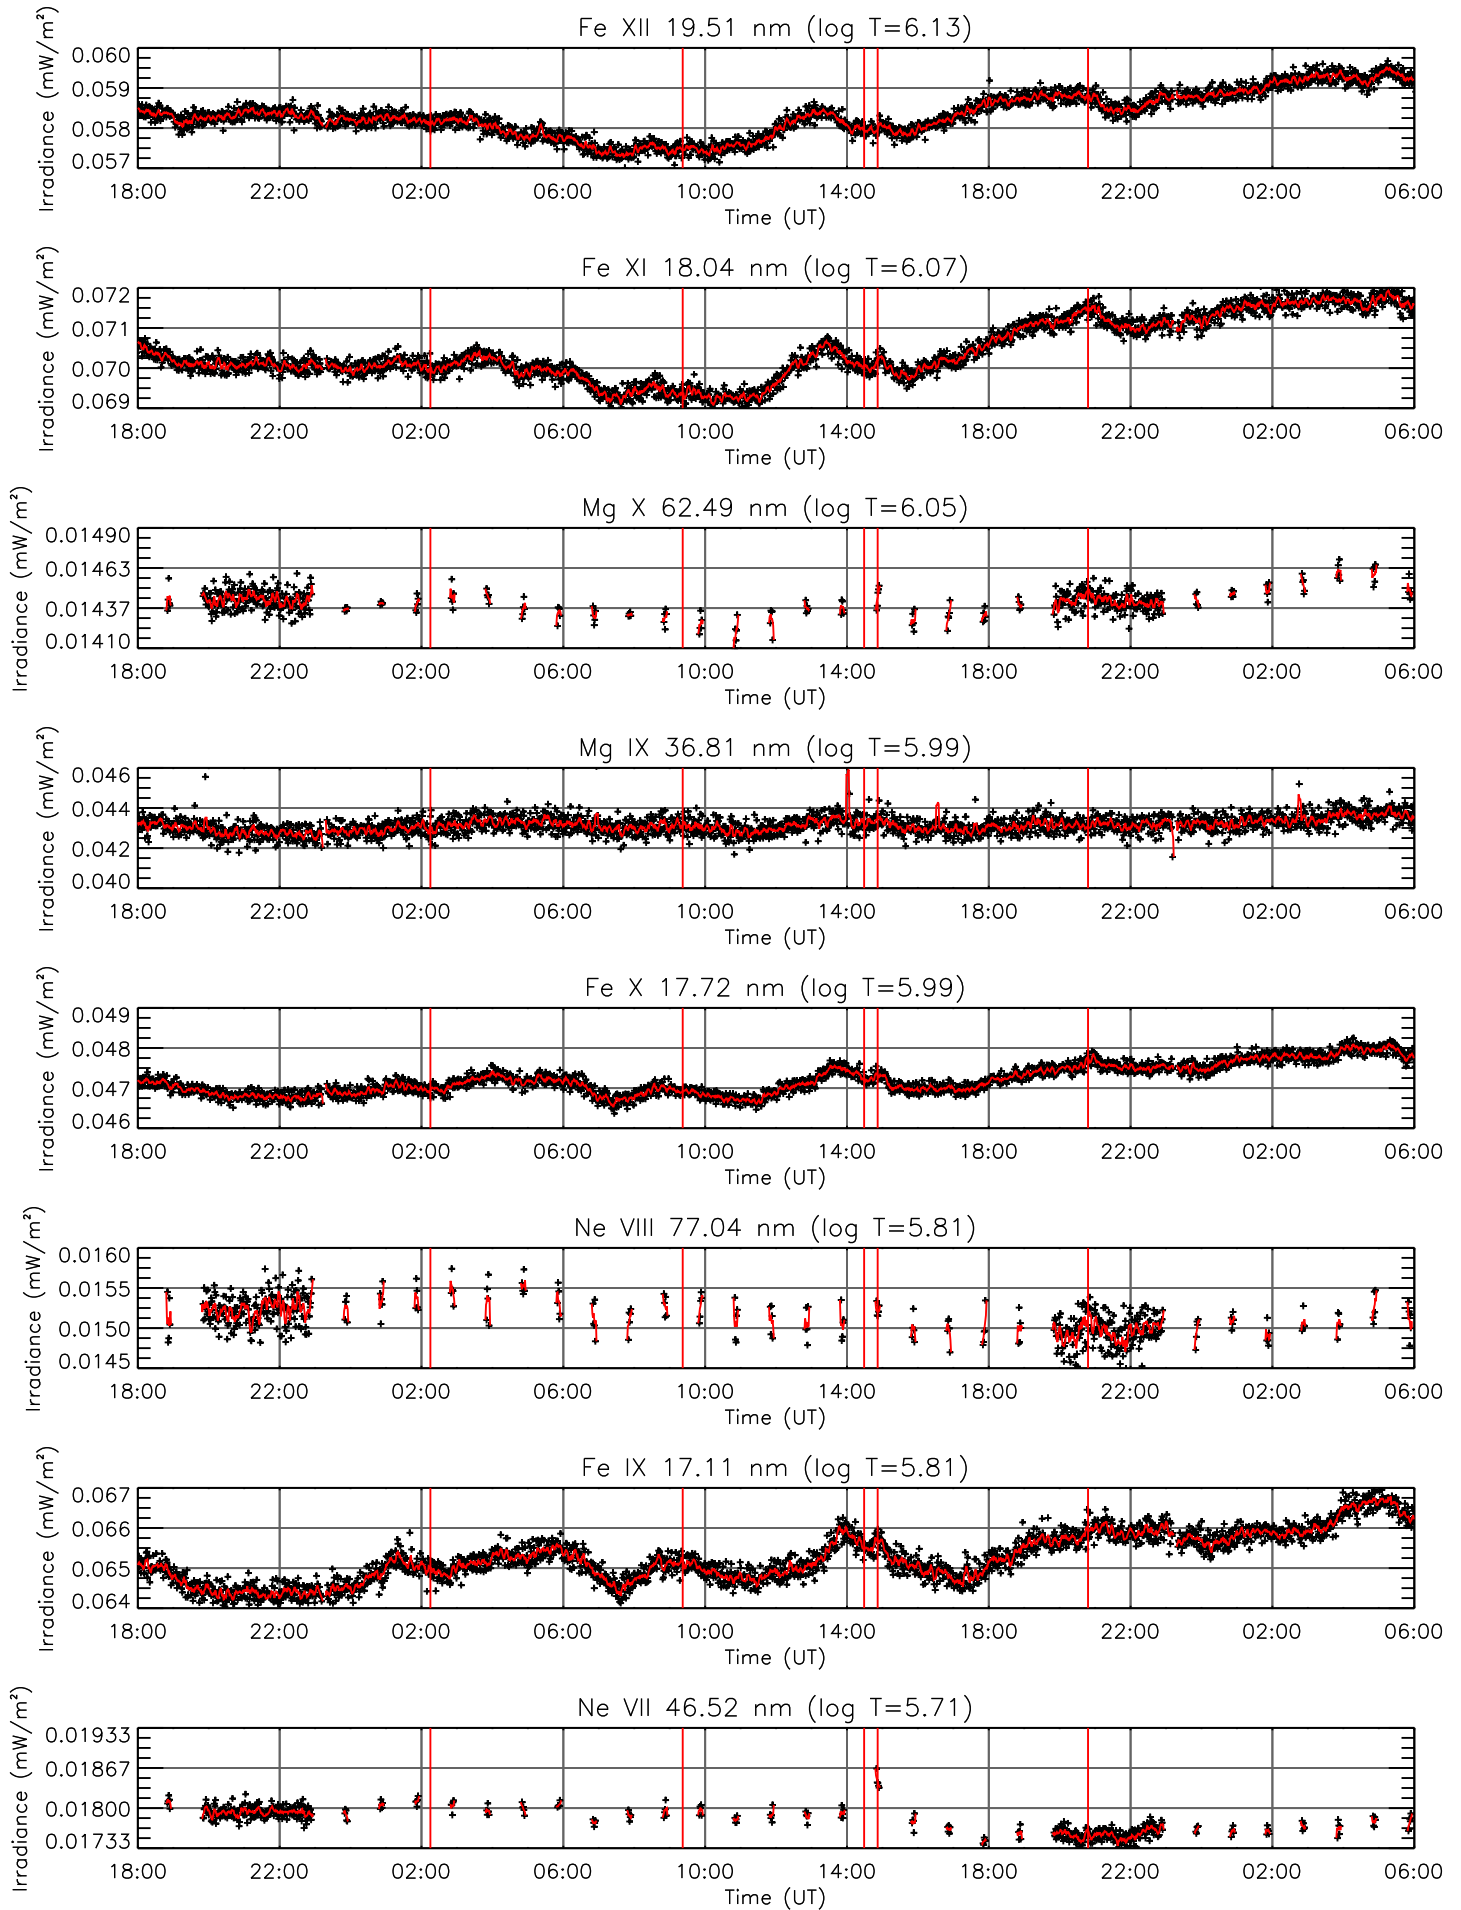 Fe XII 19.51 nm (log T=6.13)
Irradiance (mW/m²)
0.060
0.059
0.058
0.057
18:00 22:00 02:00 06:00 10:00 14:00 18:00 22:00 02:00 06:00
Time (UT)
Fe XI 18.04 nm (log T=6.07)
Irradiance (mW/m²)
0.072
0.071
0.070
0.069
18:00 22:00 02:00 06:00 10:00 14:00 18:00 22:00 02:00 06:00
Time (UT)
Mg X 62.49 nm (log T=6.05)
Irradiance (mW/m²)
0.01490
0.01463
0.01437
0.01410
18:00 22:00 02:00 06:00 10:00 14:00 18:00 22:00 02:00 06:00
Time (UT)
Mg IX 36.81 nm (log T=5.99)
Irradiance (mW/m²)
0.046
0.044
0.042
0.040
18:00 22:00 02:00 06:00 10:00 14:00 18:00 22:00 02:00 06:00
Time (UT)
Fe X 17.72 nm (log T=5.99)
Irradiance (mW/m²)
0.049
0.048
0.047
0.046
18:00 22:00 02:00 06:00 10:00 14:00 18:00 22:00 02:00 06:00
Time (UT)
Ne VIII 77.04 nm (log T=5.81)
Irradiance (mW/m²)
0.0160
0.0155
0.0150
0.0145
18:00 22:00 02:00 06:00 10:00 14:00 18:00 22:00 02:00 06:00
Time (UT)
Fe IX 17.11 nm (log T=5.81)
Irradiance (mW/m²)
0.067
0.066
0.065
0.064
18:00 22:00 02:00 06:00 10:00 14:00 18:00 22:00 02:00 06:00
Time (UT)
Ne VII 46.52 nm (log T=5.71)
Irradiance (mW/m²)
0.01933
0.01867
0.01800
0.01733
18:00 22:00 02:00 06:00 10:00 14:00 18:00 22:00 02:00 06:00
Time (UT)